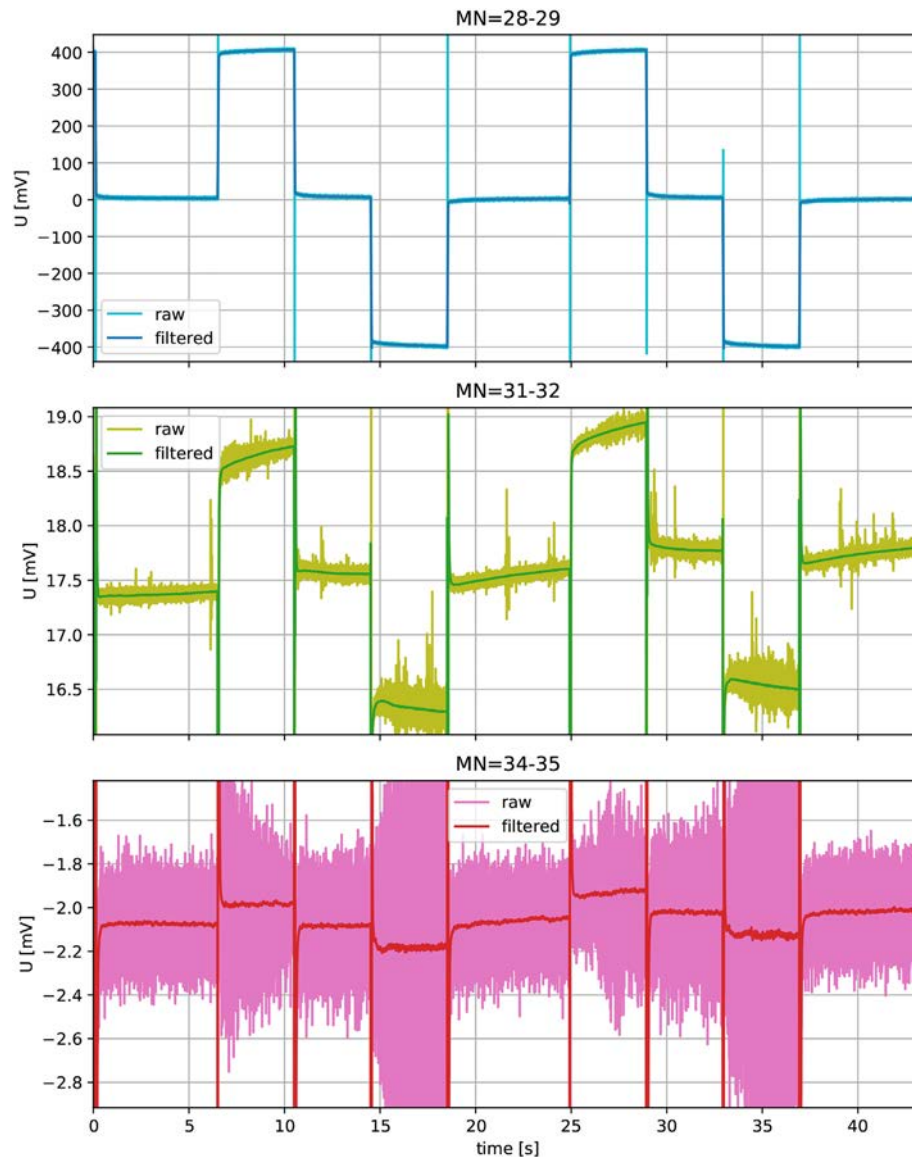 MN=28-29
400
300
200
100
0
−100
−200
−300
−400
U [mV]
raw
filtered
MN=31-32
19.0
18.5
18.0
17.5
17.0
16.5
U [mV]
raw
filtered
MN=34-35
−1.6
−1.8
−2.0
−2.2
−2.4
−2.6
−2.8
U [mV]
raw
filtered
0 5 10 15 20 25 30 35 40
time [s]